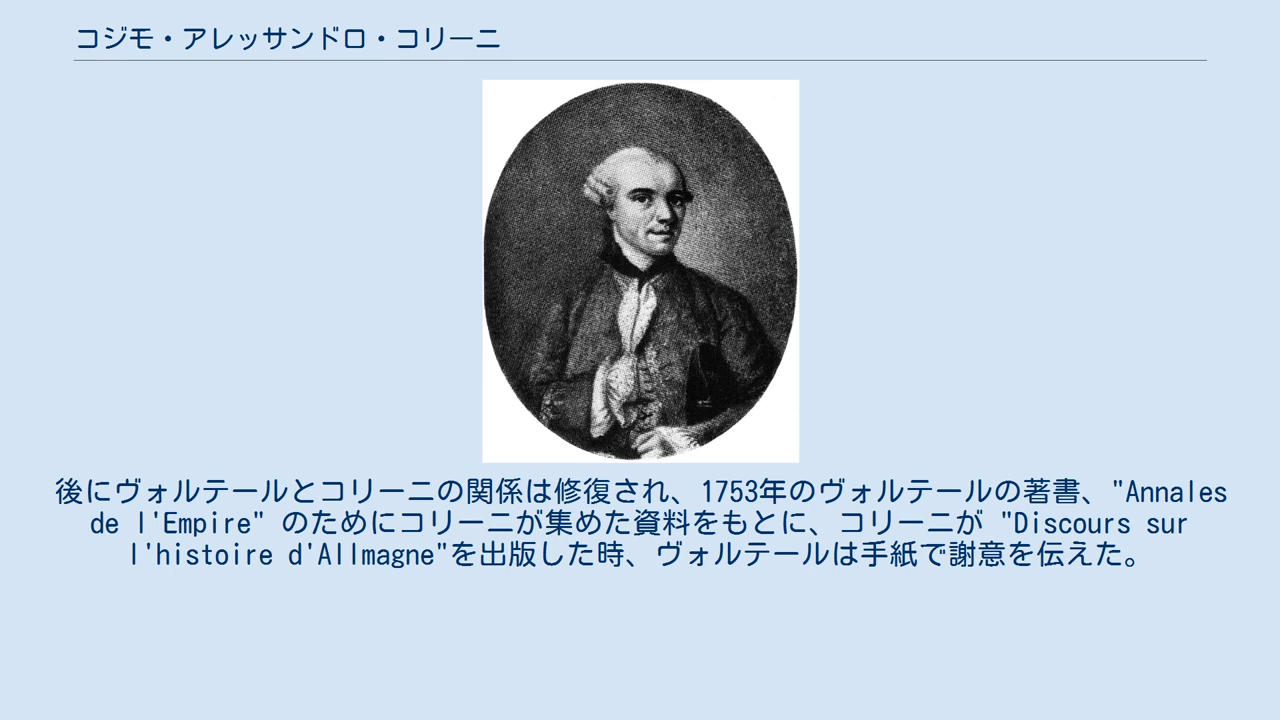 コジモ・アレッサンドロ・コリーニ
後にヴォルテールとコリーニの関係は修復され、1753年のヴォルテールの著書、"Annales
de l'Empire" のためにコリーニが集めた資料をもとに、コリーニが "Discours sur
l'histoire d'Allmagne"を出版した時、ヴォルテールは手紙で謝意を伝えた。